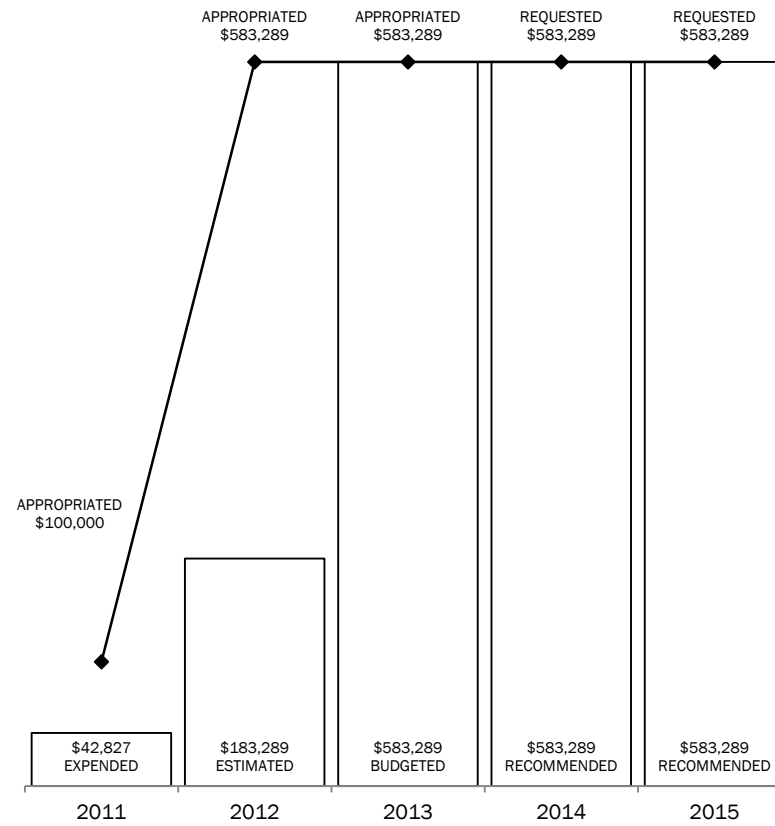 APPROPRIATED
$583,289
APPROPRIATED
$583,289
REQUESTED
$583,289
REQUESTED
$583,289
APPROPRIATED
$100,000
$42,827
EXPENDED
$183,289
ESTIMATED
$583,289
BUDGETED
$583,289
RECOMMENDED
$583,289
RECOMMENDED
2011
2012
2013
2014
2015